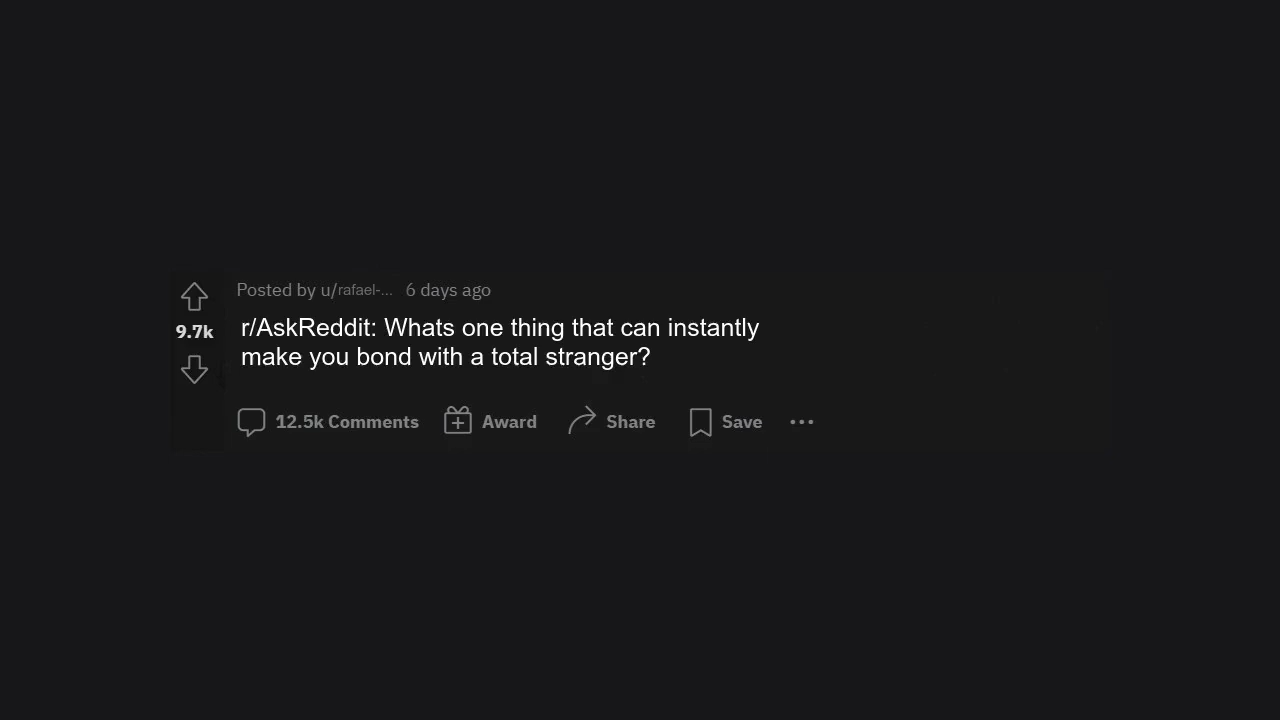 Posted by u/rafael-... 6 days ago
9.7k
r/AskReddit: Whats one thing that can instantly
make you bond with a total stranger?
12.5k Comments Award Share Save